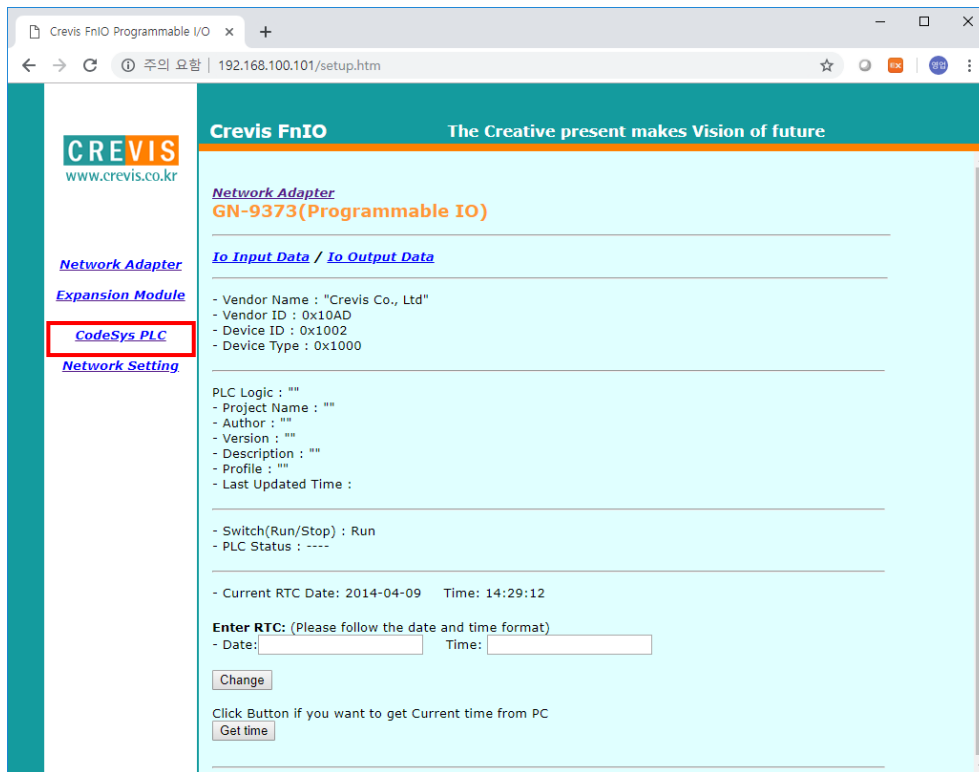 Crevis FnIO Programmable I/O
주의 요함 | 192.168.100.101/setup.htm
EX
영업
CREVIS
www.crevis.co.kr
Network Adapter
Expansion Module
CodeSys PLC
Network Setting
Crevis FnIO The Creative present makes Vision of future
Network Adapter
GN-9373(Programmable IO)
Io Input Data / Io Output Data
- Vendor Name : "Crevis Co., Ltd"
- Vendor ID : 0x10AD
- Device ID : 0x1002
- Device Type : 0x1000
PLC Logic : ""
- Project Name : ""
- Author : ""
- Version : ""
- Description : ""
- Profile : ""
- Last Updated Time :
- Switch(Run/Stop) : Run
- PLC Status : ----
- Current RTC Date: 2014-04-09 Time: 14:29:12
Enter RTC: (Please follow the date and time format)
- Date: Time:
Change
Click Button if you want to get Current time from PC
Get time